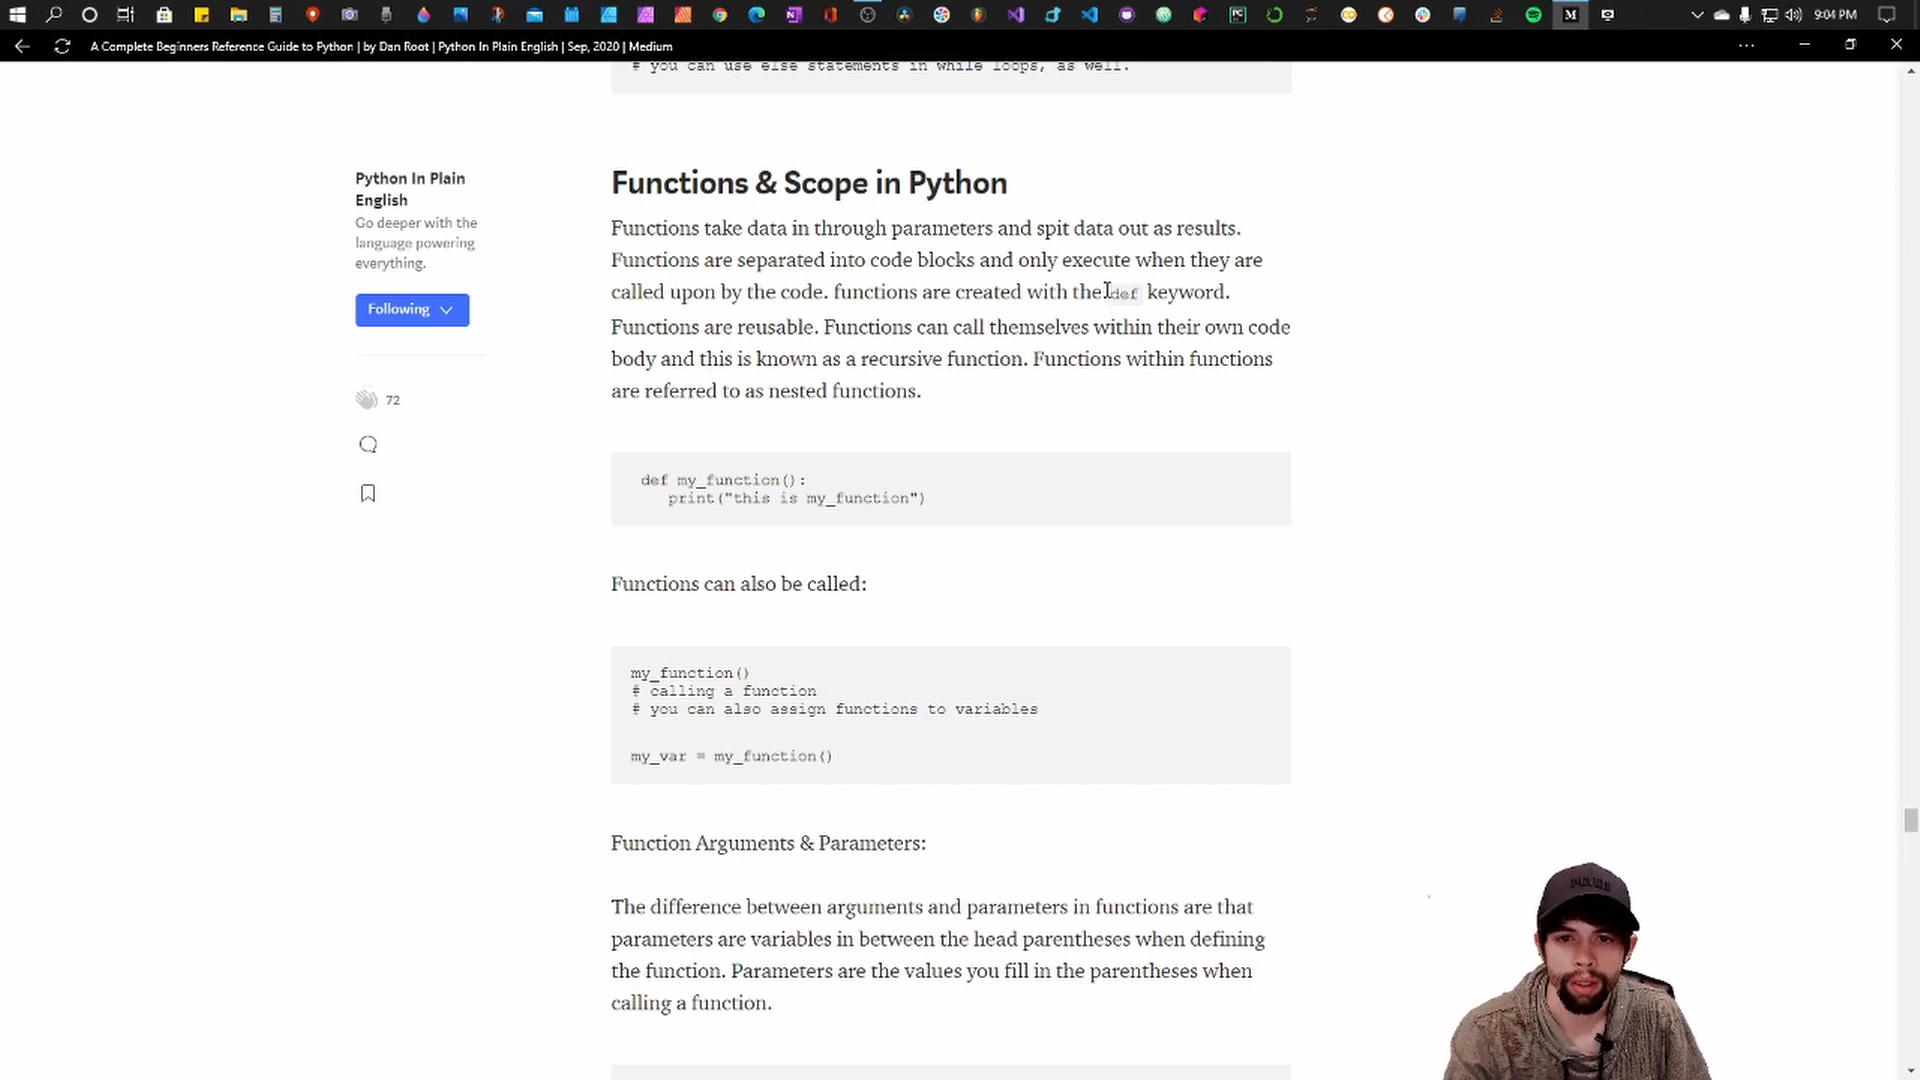 9:04 PM
A Complete Beginners Reference Guide to Python | by Dan Root | Python In Plain English | Sep, 2020 | Medium
# you can use else statements in while loops, as well.
Python In Plain
English
Go deeper with the
language powering
everything.
Following
72
Functions & Scope in Python
Functions take data in through parameters and spit data out as results.
Functions are separated into code blocks and only execute when they are
called upon by the code. functions are created with the def keyword.
Functions are reusable. Functions can call themselves within their own code
body and this is known as a recursive function. Functions within functions
are referred to as nested functions.
def my_function():
print("this is my_function")
Functions can also be called:
my_function()
# calling a function
# you can also assign functions to variables
my_var = my_function()
Function Arguments & Parameters:
The difference between arguments and parameters in functions are that
parameters are variables in between the head parentheses when defining
the function. Parameters are the values you fill in the parentheses when
calling a function.